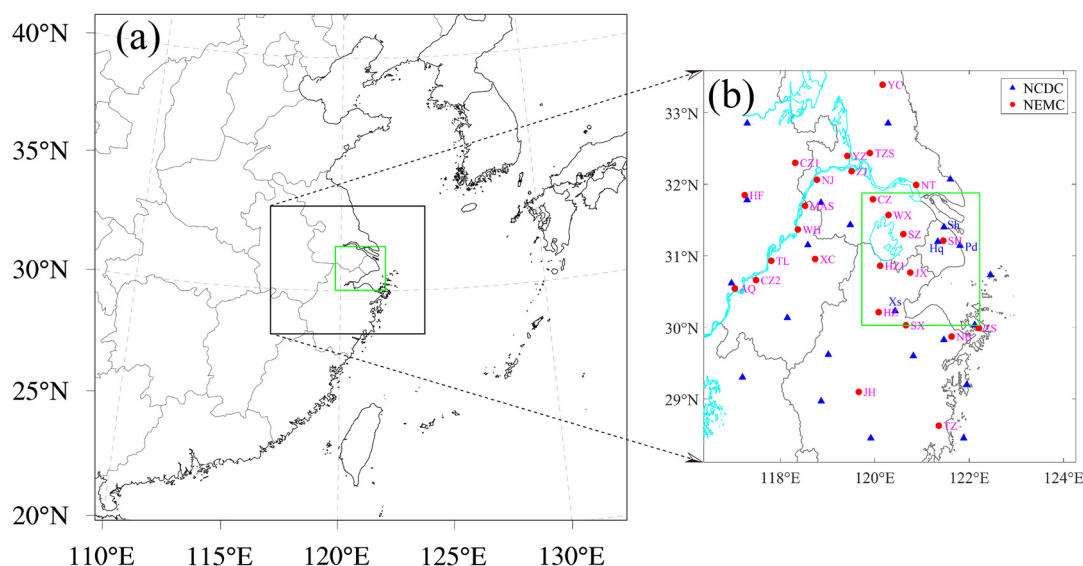 (a)
40°N
35°N
30°N
25°N
20°N
110°E
115°E
120°E
125°E
130°E
(b)
NCDC
NEMC
33°N
32°N
31°N
30°N
29°N
118°E
120°E
122°E
124°E
YC
TZS
YZ
CZ1
ZJ
NJ
NT
HF
CZ
MAS
WX
WH
Sh
SZ
SH
Hq
Pd
XC
TL
HZ1
JX
CZ2
AQ
Xs
SX
ZS
NB
JH
TZ